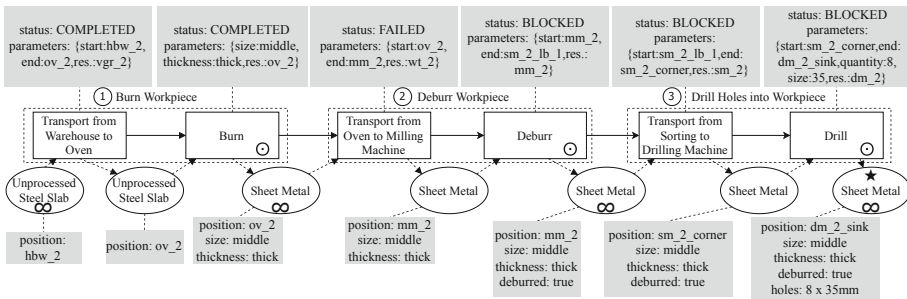 status: COMPLETED
parameters: {start:hbw_2,
end:ov_2,res.:vgr_2}
status: COMPLETED
parameters: {size:middle,
thickness:thick,res.:ov_2}
status: FAILED
parameters: {start:ov_2,
end:mm_2,res.:wt_2}
status: BLOCKED
parameters: {start:mm_2,
end:sm_2_lb_1,res.:
mm_2}
status: BLOCKED
parameters:
{start:sm_2_lb_1,end:
sm_2_corner,res.:sm_2}
status: BLOCKED
parameters:
{start:sm_2_corner,end:
dm_2_sink,quantity:8,
size:35,res.:dm_2}
1 Burn Workpiece
2 Deburr Workpiece
3 Drill Holes into Workpiece
Transport from
Warehouse to
Oven
Burn
Transport from
Oven to Milling
Machine
Deburr
Transport from
Sorting to
Drilling Machine
Drill
Unprocessed
Steel Slab
∞
Unprocessed
Steel Slab
Sheet Metal
∞
Sheet Metal
Sheet Metal
∞
Sheet Metal
★
Sheet Metal
∞
position:
hbw_2
position: ov_2
position: ov_2
size: middle
thickness: thick
position: mm_2
size: middle
thickness: thick
position: mm_2
size: middle
thickness: thick
deburred: true
position: sm_2_corner
size: middle
thickness: thick
deburred: true
position: dm_2_sink
size: middle
thickness: thick
deburred: true
holes: 8 x 35mm